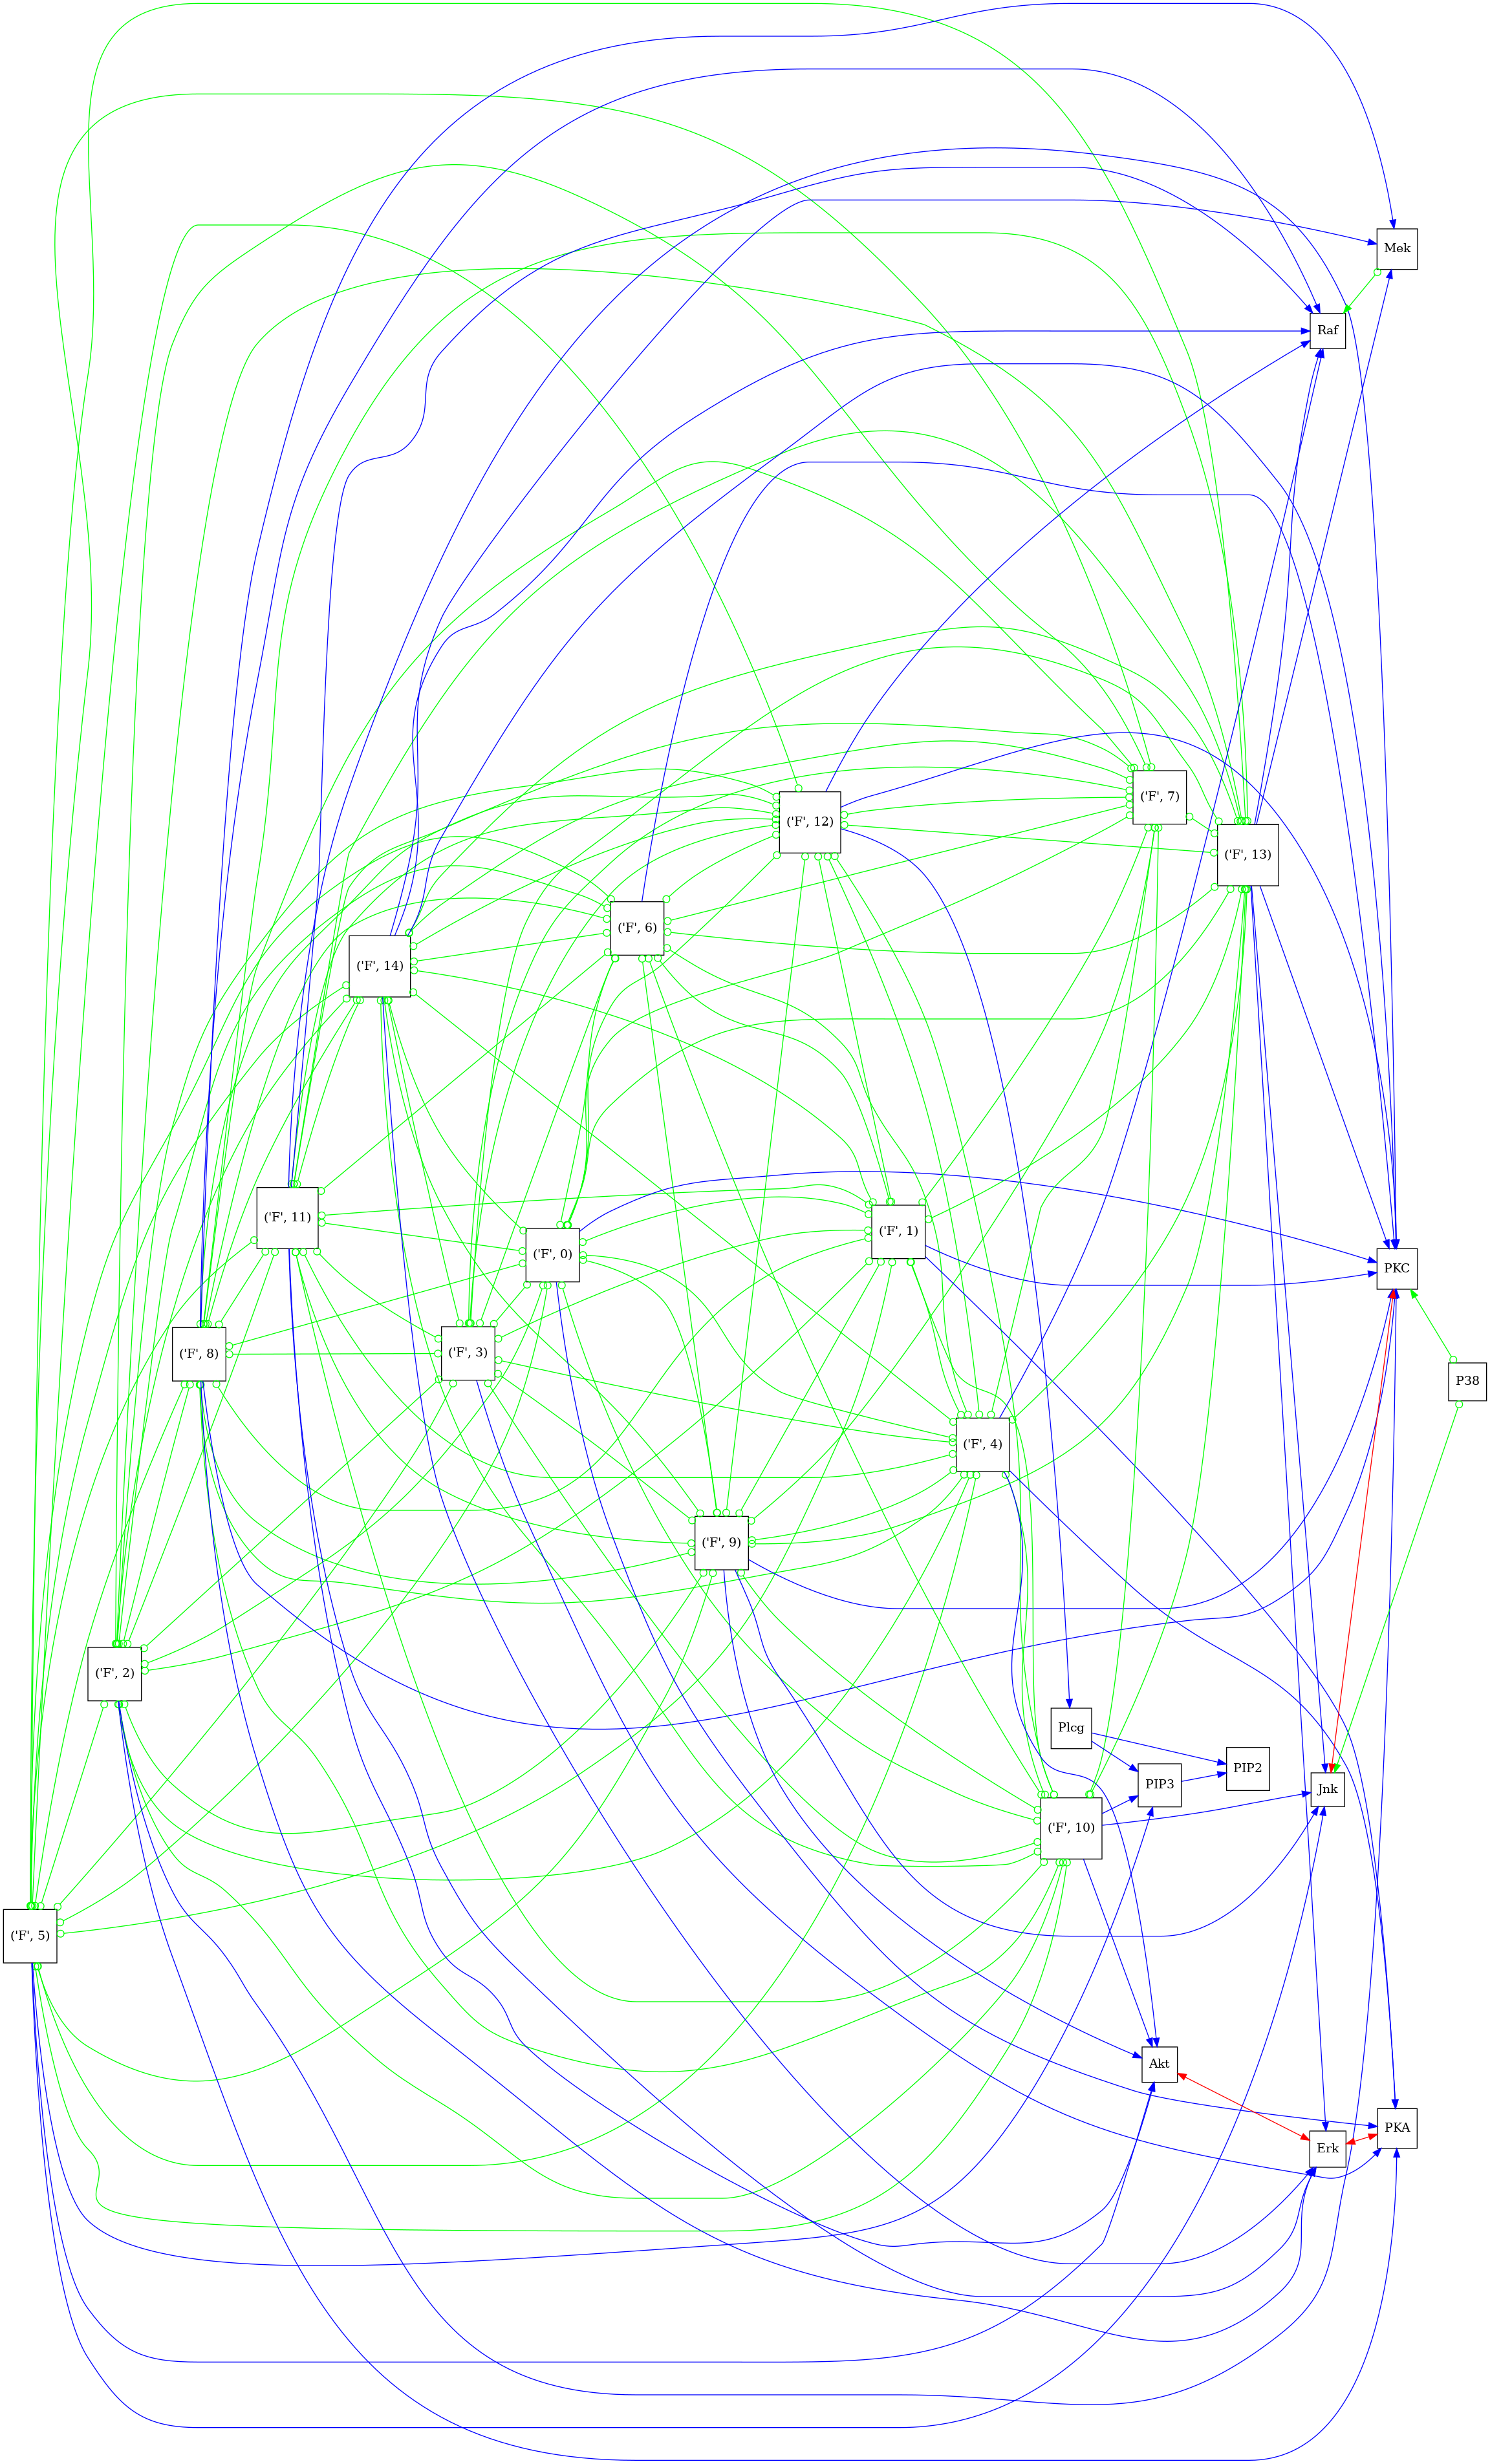 Mek
Raf
('F', 7)
('F', 12)
('F', 13)
('F', 6)
('F', 14)
('F', 11)
('F', 1)
('F', 0)
PKC
('F', 8)
('F', 3)
P38
('F', 4)
('F', 9)
('F', 2)
Plcg
PIP2
PIP3
Jnk
('F', 10)
('F', 5)
Akt
PKA
Erk